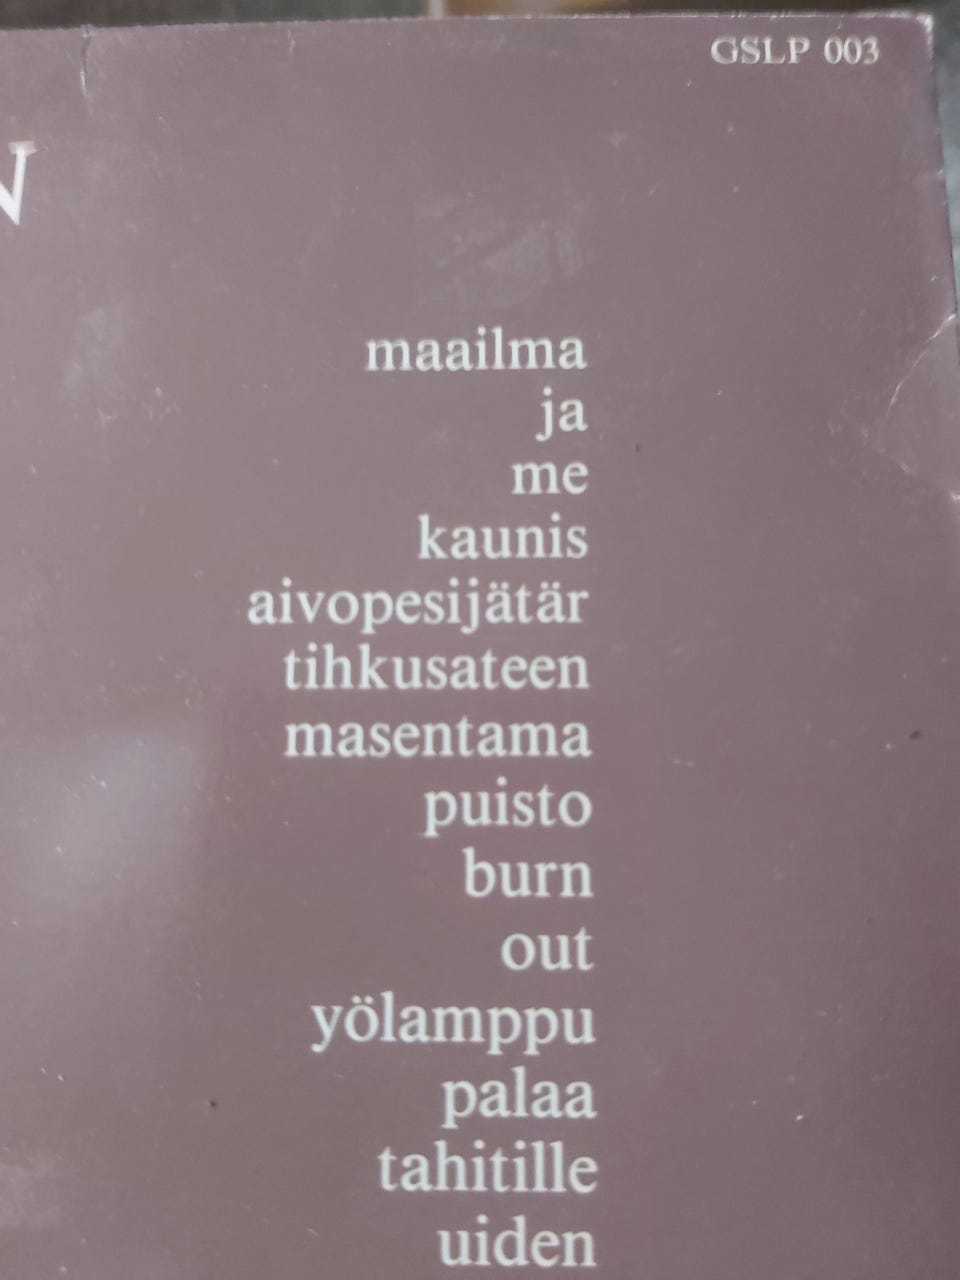 GSLP 003
maailma
ja
me
kaunis
aivopesijätär
tihkusateen
masentama
puisto
burn
out
yölamppu
palaa
tahitille
uiden